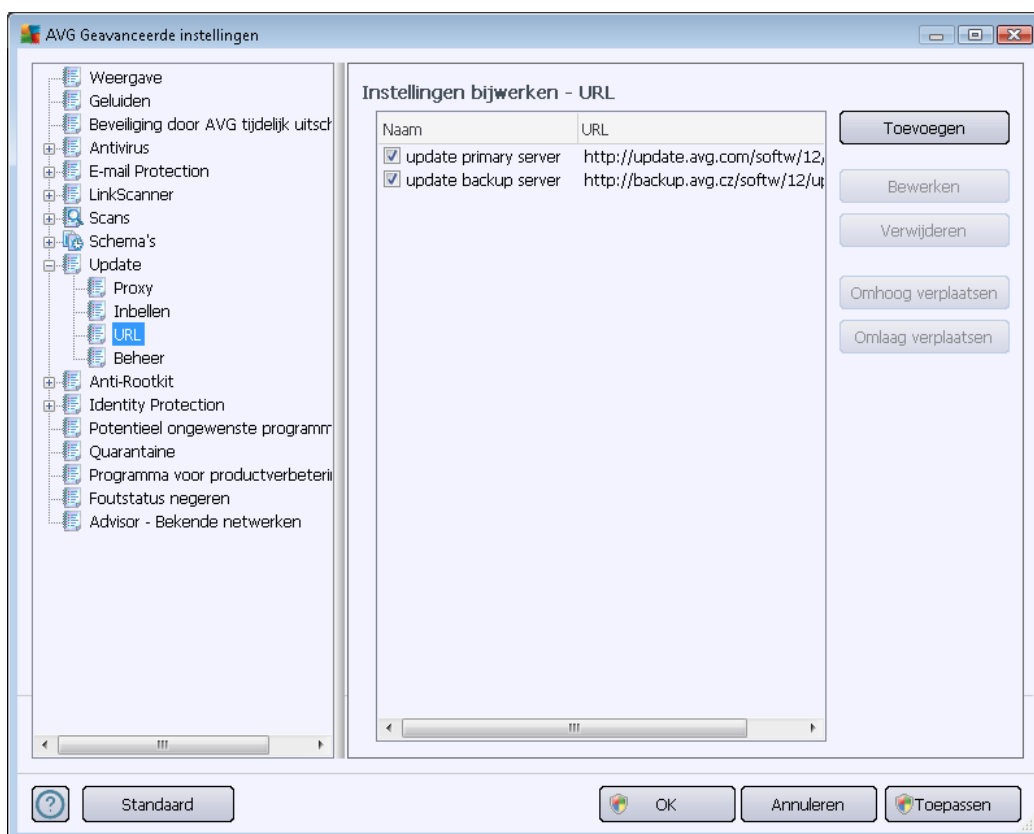 AVG Geavanceerde instellingen
Weergave
Geluiden
Beveiliging door AVG tijdelijk uitsch
Antivirus
E-mail Protection
LinkScanner
Scans
Schema's
Update
Proxy
Inbellen
URL
Beheer
Anti-Rootkit
Identity Protection
Potentieel ongewenste programm
Quarantaine
Programma voor productverbeteri
Foutstatus negeren
Advisor - Bekende netwerken
Instellingen bijwerken - URL
Naam URL
update primary server http://update.avg.com/softw/12/
update backup server http://backup.avg.cz/softw/12/up
Toevoegen
Bewerken
Verwijderen
Omhoog verplaatsen
Omlaag verplaatsen
Standaard
OK
Annuleren
Toepassen